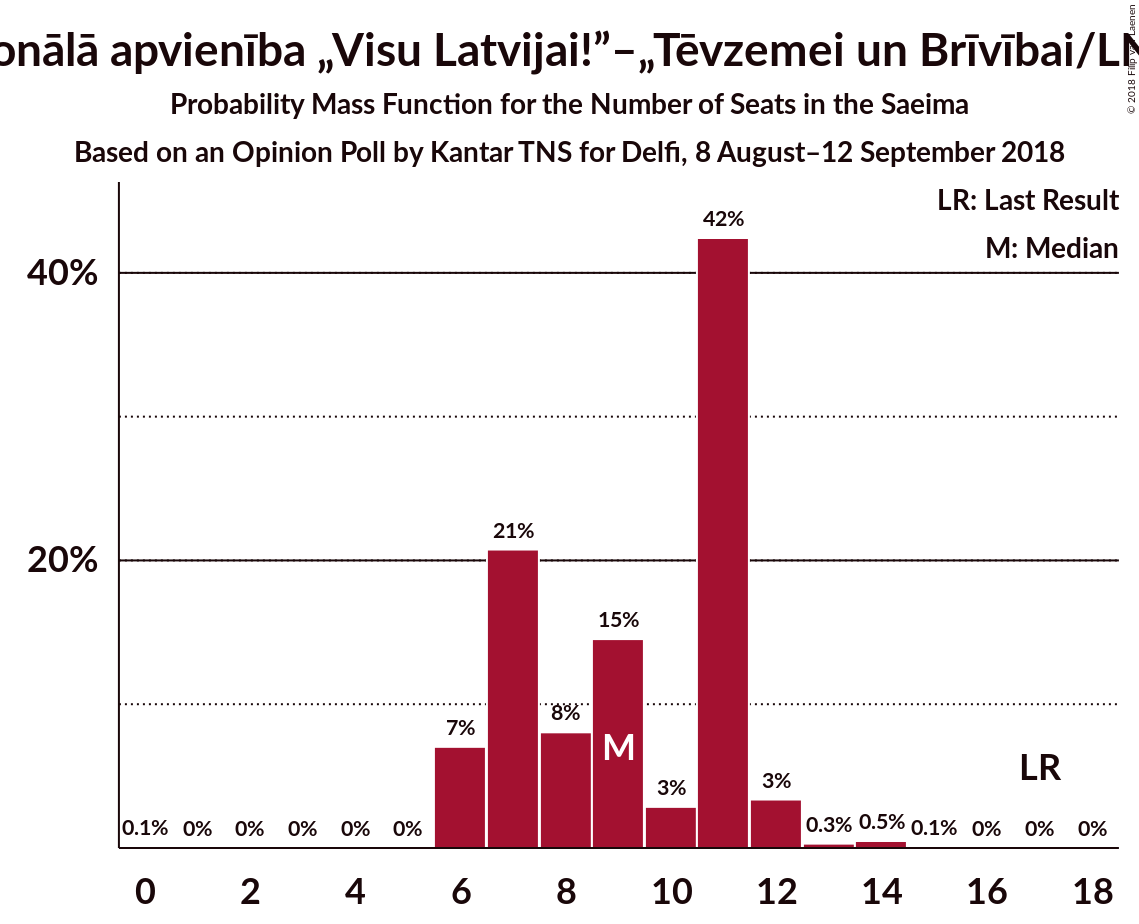 onālā apvienība „Visu Latvijai!”–„Tēvzemei un Brīvībai/LN
Probability Mass Function for the Number of Seats in the Saeima
Based on an Opinion Poll by Kantar TNS for Delfi, 8 August–12 September 2018
© 2018 Filip van Laenen
LR: Last Result
M: Median
42%
40%
21%
20%
15%
8%
7%
M
LR
3%
3%
0.1% 0% 0% 0% 0% 0% 0.3% 0.5% 0.1% 0% 0% 0%
0 2 4 6 8 10 12 14 16 18